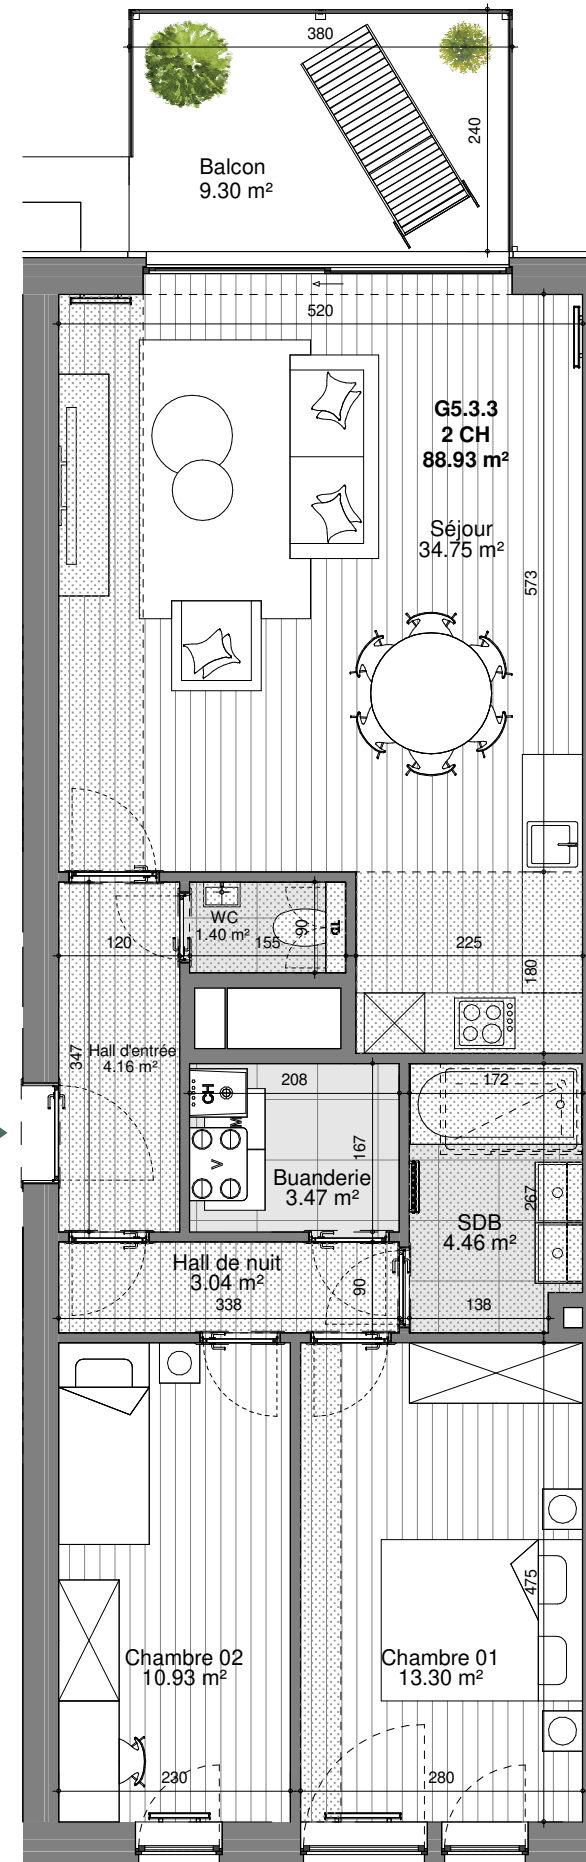 380
240
Balcon
9.30 m²
520
G5.3.3
2 CH
88.93 m²
Séjour
34.75 m²
573
WC
1.40 m²
90
155
120
225
180
347
Hall d'entrée
4.16 m²
208
172
CH
M
V
167
Buanderie
3.47 m²
267
SDB
4.46 m²
Hall de nuit
3.04 m²
90
338
138
475
Chambre 02
10.93 m²
Chambre 01
13.30 m²
230
280